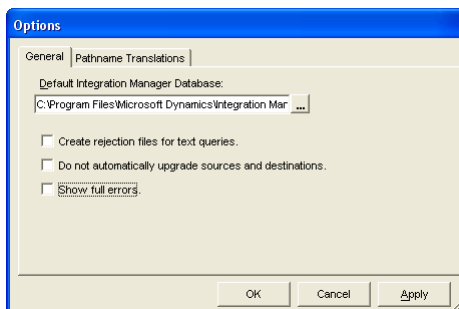 Options
General
Pathname Translations
Default Integration Manager Database:
C:\Program Files\Microsoft Dynamics\Integration Mar
...
Create rejection files for text queries.
Do not automatically upgrade sources and destinations.
Show full errors.
OK
Cancel
Apply